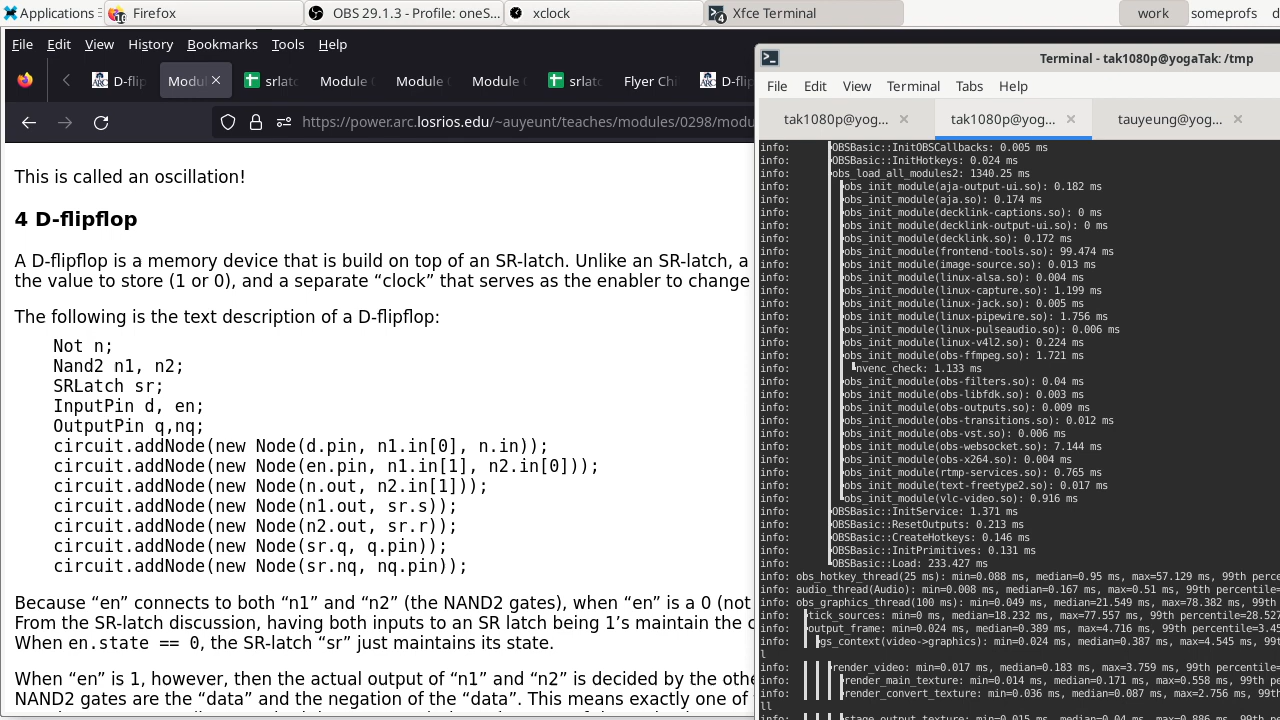 Applications
Firefox
OBS 29.1.3 - Profile: oneS...
xclock
4
Xfce Terminal
work
someprofs
File Edit View History Bookmarks Tools Help
D-flip
Modul
srlatc
Module
Module
Module
srlatc
Flyer Chi
D-flip
https://power.arc.losrios.edu/~auyeunt/teaches/modules/0298/modu
This is called an oscillation!
4 D-flipflop
A D-flipflop is a memory device that is build on top of an SR-latch. Unlike an SR-latch, a
the value to store (1 or 0), and a separate “clock” that serves as the enabler to change
The following is the text description of a D-flipflop:
Not n;
Nand2 n1, n2;
SRLatch sr;
InputPin d, en;
OutputPin q,nq;
circuit.addNode(new Node(d.pin, n1.in[0], n.in));
circuit.addNode(new Node(en.pin, n1.in[1], n2.in[0]));
circuit.addNode(new Node(n.out, n2.in[1]));
circuit.addNode(new Node(n1.out, sr.s));
circuit.addNode(new Node(n2.out, sr.r));
circuit.addNode(new Node(sr.q, q.pin));
circuit.addNode(new Node(sr.nq, nq.pin));
Because “en” connects to both “n1” and “n2” (the NAND2 gates), when “en” is a 0 (not
From the SR-latch discussion, having both inputs to an SR latch being 1’s maintain the c
When en.state == 0, the SR-latch “sr” just maintains its state.
When “en” is 1, however, then the actual output of “n1” and “n2” is decided by the othe
NAND2 gates are the “data” and the negation of the “data”. This means exactly one of
Terminal - tak1080p@yogaTak: /tmp
File Edit View Terminal Tabs Help
tak1080p@yog...
tak1080p@yog...
tauyeung@yog...
info: OBSBasic::InitOBSCallbacks: 0.005 ms
info: OBSBasic::InitHotkeys: 0.024 ms
info: obs_load_all_modules2: 1340.25 ms
info: obs_init_module(aja-output-ui.so): 0.182 ms
info: obs_init_module(aja.so): 0.174 ms
info: obs_init_module(decklink-captions.so): 0 ms
info: obs_init_module(decklink-output-ui.so): 0 ms
info: obs_init_module(decklink.so): 0.172 ms
info: obs_init_module(frontend-tools.so): 99.474 ms
info: obs_init_module(image-source.so): 0.013 ms
info: obs_init_module(linux-alsa.so): 0.004 ms
info: obs_init_module(linux-capture.so): 1.199 ms
info: obs_init_module(linux-jack.so): 0.005 ms
info: obs_init_module(linux-pipewire.so): 1.756 ms
info: obs_init_module(linux-pulseaudio.so): 0.006 ms
info: obs_init_module(linux-v4l2.so): 0.224 ms
info: obs_init_module(obs-ffmpeg.so): 1.721 ms
info: nvenc_check: 1.133 ms
info: obs_init_module(obs-filters.so): 0.04 ms
info: obs_init_module(obs-libfdk.so): 0.003 ms
info: obs_init_module(obs-outputs.so): 0.009 ms
info: obs_init_module(obs-transitions.so): 0.012 ms
info: obs_init_module(obs-vst.so): 0.006 ms
info: obs_init_module(obs-websocket.so): 7.144 ms
info: obs_init_module(obs-x264.so): 0.004 ms
info: obs_init_module(rtmp-services.so): 0.765 ms
info: obs_init_module(text-freetype2.so): 0.017 ms
info: obs_init_module(vlc-video.so): 0.916 ms
info: OBSBasic::InitService: 1.371 ms
info: OBSBasic::ResetOutputs: 0.213 ms
info: OBSBasic::CreateHotkeys: 0.146 ms
info: OBSBasic::InitPrimitives: 0.131 ms
info: OBSBasic::Load: 233.427 ms
info: obs_hotkey_thread(25 ms): min=0.088 ms, median=0.95 ms, max=57.129 ms, 99th perce
info: audio_thread(Audio): min=0.008 ms, median=0.167 ms, max=0.51 ms, 99th percentile=
info: obs_graphics_thread(100 ms): min=0.049 ms, median=21.549 ms, max=78.382 ms, 99th
info: tick_sources: min=0 ms, median=18.232 ms, max=77.557 ms, 99th percentile=28.527
info: output_frame: min=0.024 ms, median=0.389 ms, max=4.716 ms, 99th percentile=3.45
info: gs_context(video->graphics): min=0.024 ms, median=0.387 ms, max=4.545 ms, 99t
l
info: render_video: min=0.017 ms, median=0.183 ms, max=3.759 ms, 99th percentile=
info: render_main_texture: min=0.014 ms, median=0.171 ms, max=0.558 ms, 99th pe
info: render_convert_texture: min=0.036 ms, median=0.087 ms, max=2.756 ms, 99th
ll
info: stage_output_texture: min=0.015 ms, median=0.04 ms, max=0.886 ms, 99th p